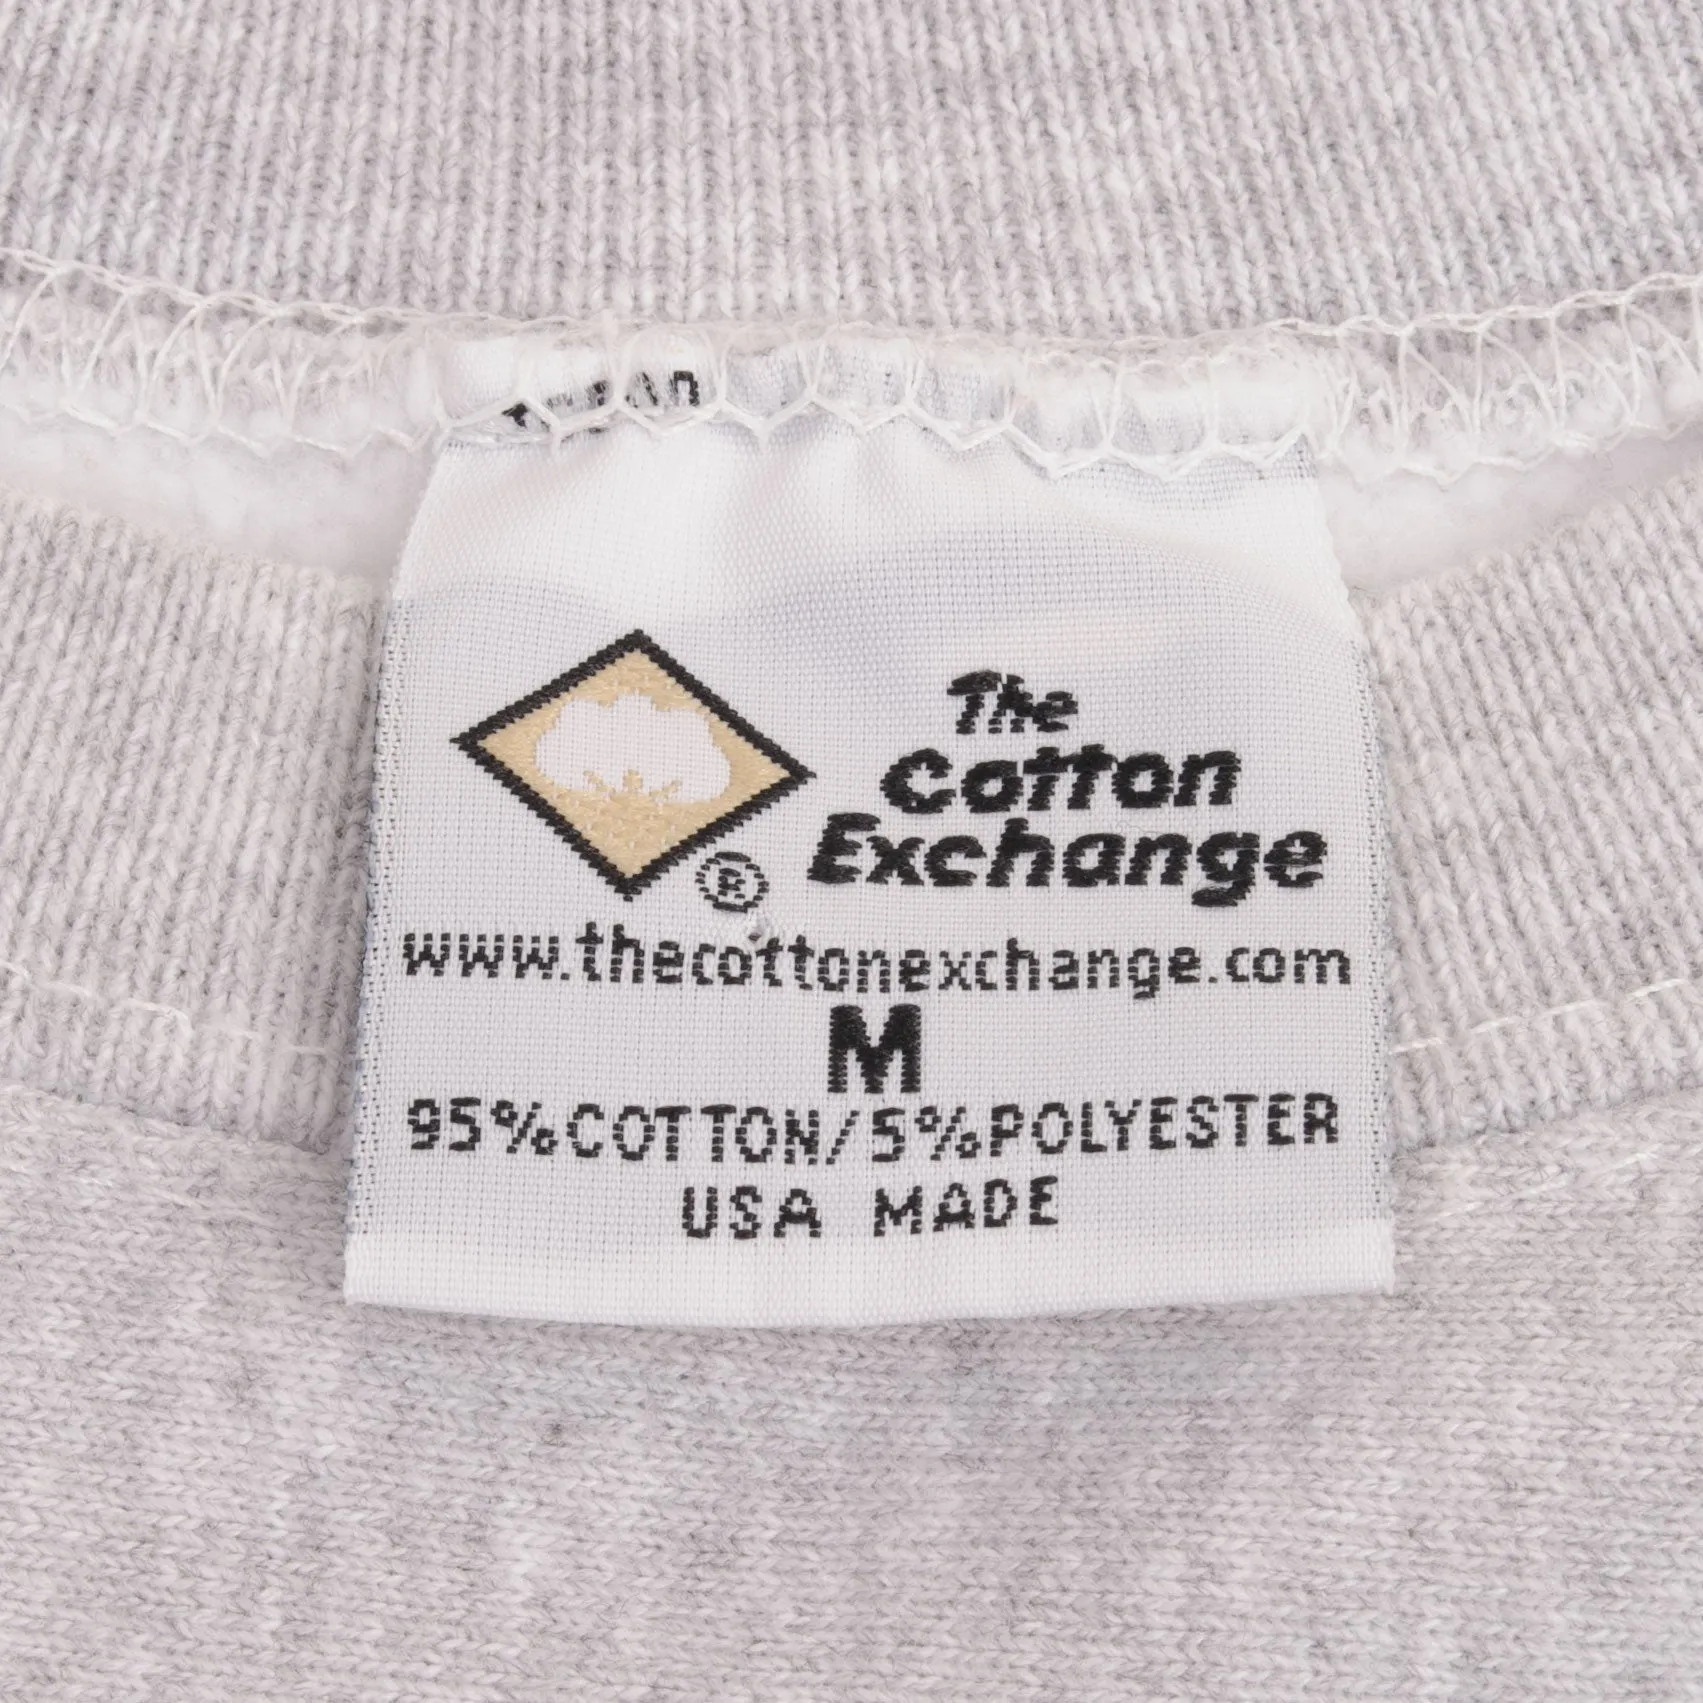 The
Cotton
Exchange
®
www.thecottonexchange.com
M
95%COTTON/5%POLYESTER
USA MADE